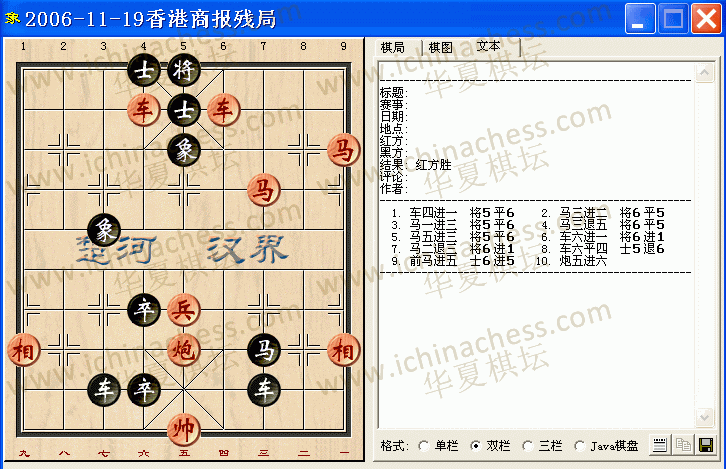 象 2006-11-19香港商报残局
1 2 3 4 5 6 7 8 9
士 将
车 士 车
象 马
马
象
楚河 汉界
卒 兵
相 炮 马 相
车 卒 车
帅
九 八 七 六 五 四 三 二 一
www.ichinachess.com
华夏棋坛
棋局 棋图 文本
标题:
赛事:
日期:
地点:
红方:
黑方:
结果: 红方胜
评论:
作者:
1. 车四进一 将5平6 2. 马三进二 将6平5
3. 马一进三 将5平6 4. 马三退五 将6平5
5. 马五进三 将5平6 6. 车六进一 将6进1
7. 马二退三 将6进1 8. 车六平四 士5退6
9. 前马进五 士6进5 10. 炮五进六
格式: 单栏 双栏 三栏 Java棋盘